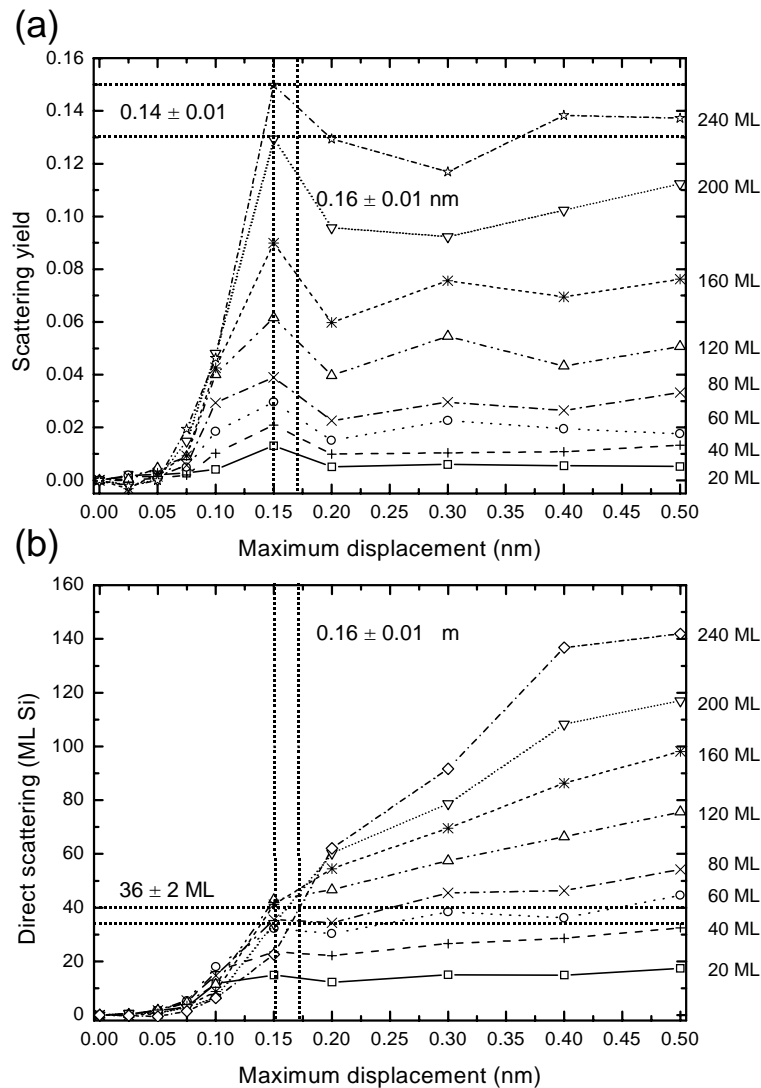 (a)
0.16
0.14
0.12
0.10
0.08
0.06
0.04
0.02
0.00
Scattering yield
0.14 ± 0.01
0.16 ± 0.01 nm
240 ML
200 ML
160 ML
120 ML
80 ML
60 ML
40 ML
20 ML
0.00 0.05 0.10 0.15 0.20 0.25 0.30 0.35 0.40 0.45 0.50
Maximum displacement (nm)
(b)
160
140
120
100
80
60
40
20
0
Direct scattering (ML Si)
0.16 ± 0.01 m
36 ± 2 ML
240 ML
200 ML
160 ML
120 ML
80 ML
60 ML
40 ML
20 ML
0.00 0.05 0.10 0.15 0.20 0.25 0.30 0.35 0.40 0.45 0.50
Maximum displacement (nm)